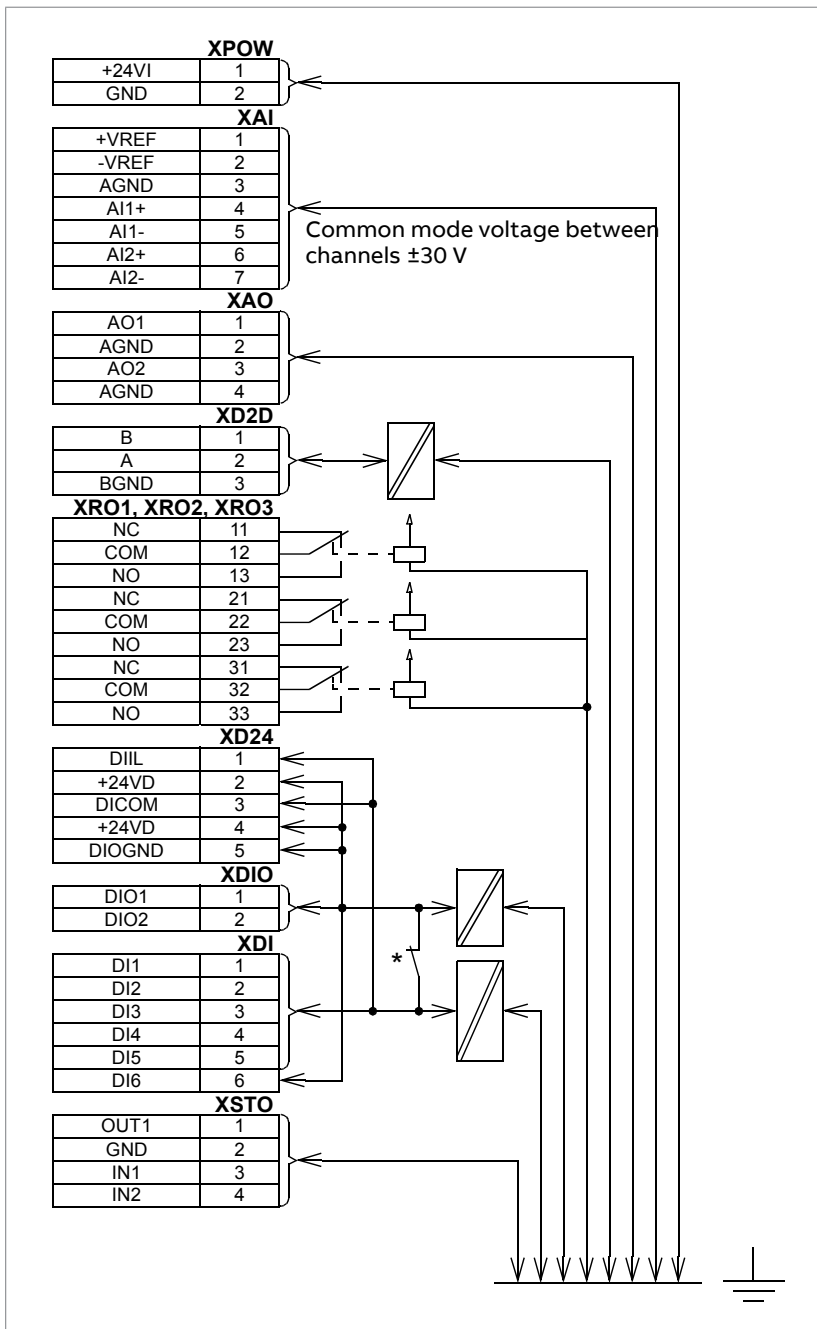 XPOW
+24VI 1
GND 2
XAI
+VREF 1
-VREF 2
AGND 3
AI1+ 4
AI1- 5
AI2+ 6
AI2- 7
Common mode voltage between
channels ±30 V
XAO
AO1 1
AGND 2
AO2 3
AGND 4
XD2D
B 1
A 2
BGND 3
XRO1, XRO2, XRO3
NC 11
COM 12
NO 13
NC 21
COM 22
NO 23
NC 31
COM 32
NO 33
XD24
DIIL 1
+24VD 2
DICOM 3
+24VD 4
DIOGND 5
XDIO
DIO1 1
DIO2 2
XDI
DI1 1
DI2 2
DI3 3
DI4 4
DI5 5
DI6 6
*
XSTO
OUT1 1
GND 2
IN1 3
IN2 4